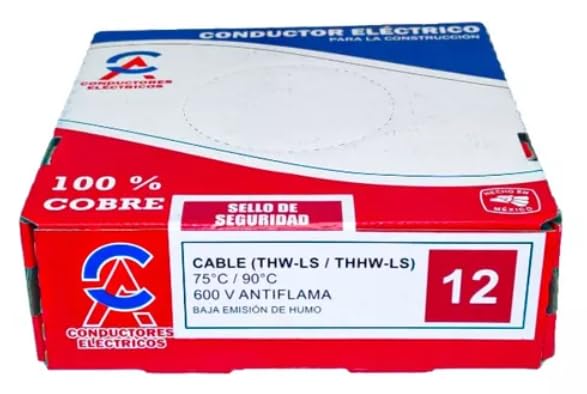 CONDUCTOR ELÉCTRICO
PARA LA CONSTRUCCIÓN
CONDUCTORES
ELÉCTRICOS
100 %
COBRE
SELLO DE
SEGURIDAD
HECHO EN
MÉXICO
CABLE (THW-LS / THHW-LS)
75°C / 90°C
600 V ANTIFLAMA
BAJA EMISIÓN DE HUMO
12
CONDUCTORES
ELÉCTRICOS